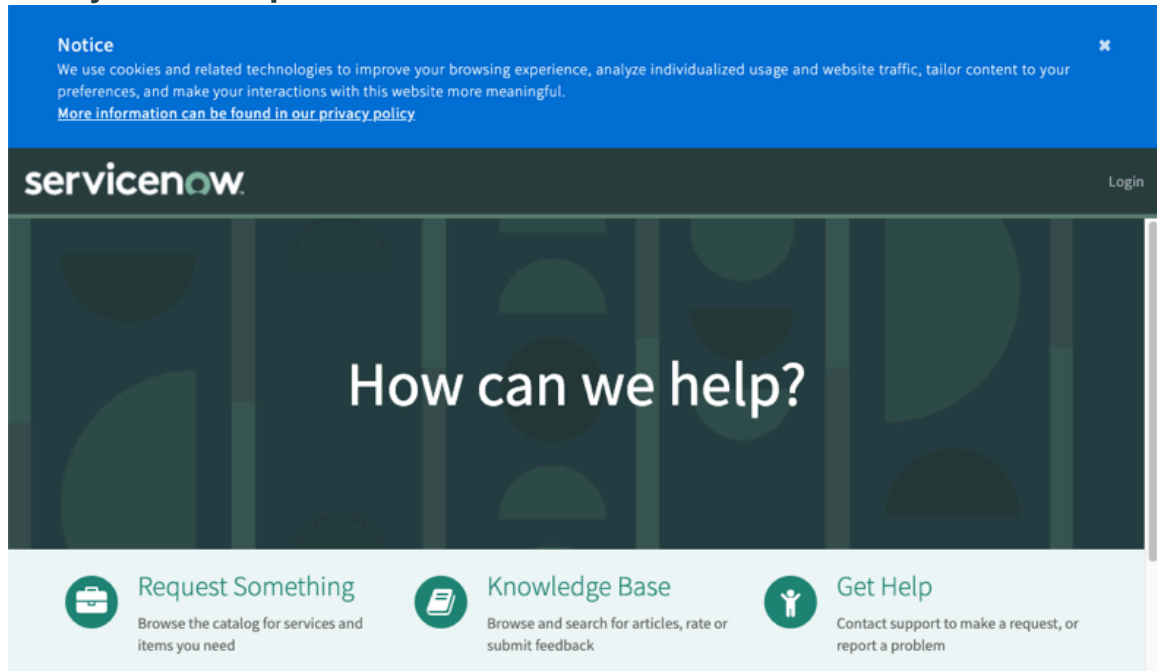 Notice
We use cookies and related technologies to improve your browsing experience, analyze individualized usage and website traffic, tailor content to your
preferences, and make your interactions with this website more meaningful.
More information can be found in our privacy policy
servicenow
Login
How can we help?
Request Something
Browse the catalog for services and
items you need
Knowledge Base
Browse and search for articles, rate or
submit feedback
Get Help
Contact support to make a request, or
report a problem